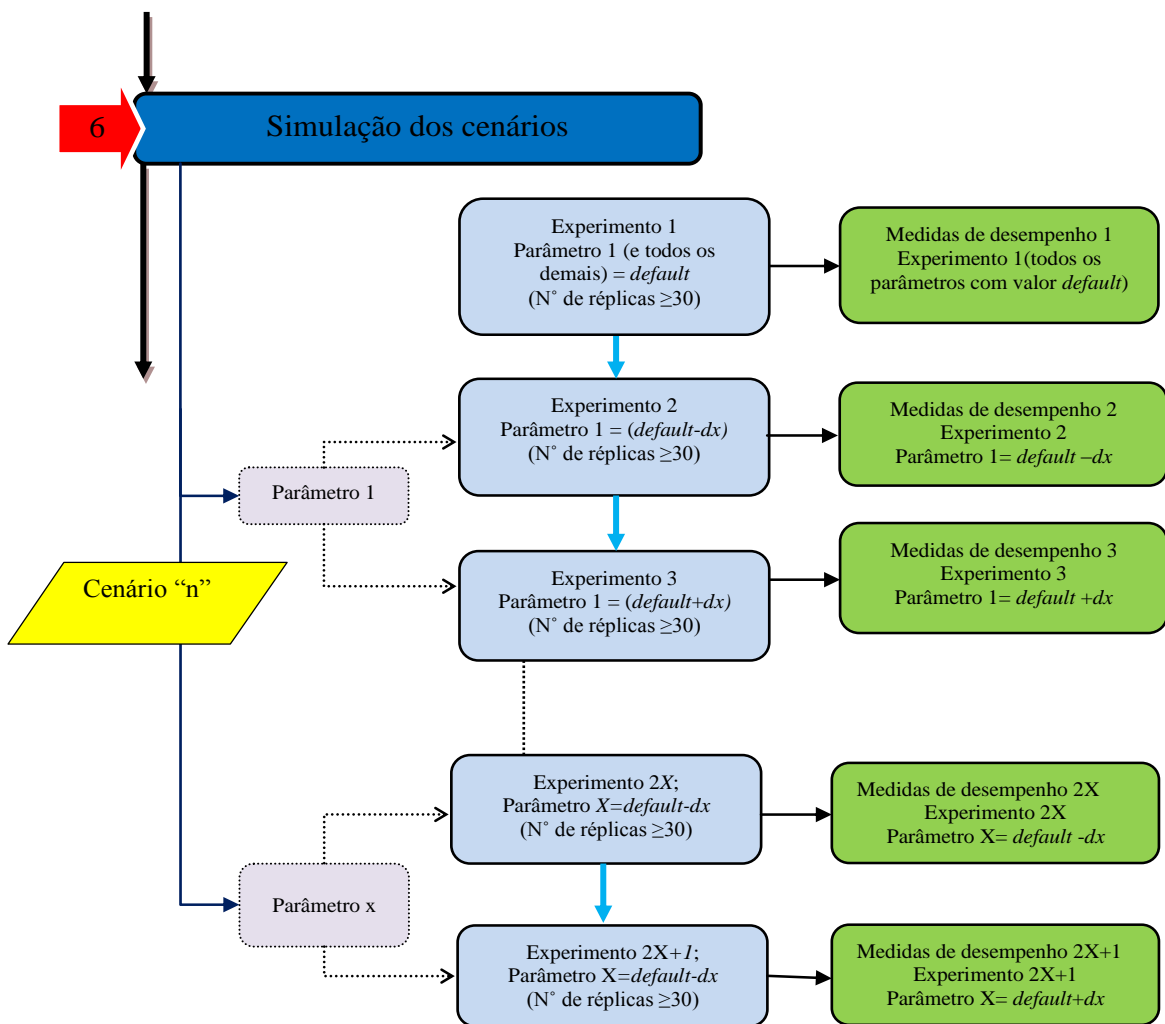 6
Simulação dos cenários
Experimento 1
Parâmetro 1 (e todos os
demais) = default
(N˚ de réplicas ≥30)
Medidas de desempenho 1
Experimento 1(todos os
parâmetros com valor default)
Experimento 2
Parâmetro 1 = (default-dx)
(N˚ de réplicas ≥30)
Medidas de desempenho 2
Experimento 2
Parâmetro 1= default –dx
Parâmetro 1
Experimento 3
Parâmetro 1 = (default+dx)
(N˚ de réplicas ≥30)
Medidas de desempenho 3
Experimento 3
Parâmetro 1= default +dx
Cenário “n”
Experimento 2X;
Parâmetro X=default-dx
(N˚ de réplicas ≥30)
Medidas de desempenho 2X
Experimento 2X
Parâmetro X= default -dx
Parâmetro x
Experimento 2X+1;
Parâmetro X=default-dx
(N˚ de réplicas ≥30)
Medidas de desempenho 2X+1
Experimento 2X+1
Parâmetro X= default+dx